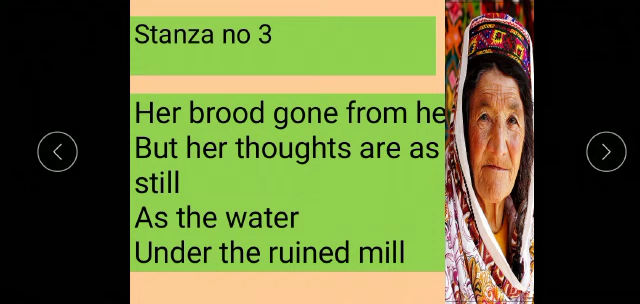 Stanza no 3
Her brood gone from he
But her thoughts are as
still
As the water
Under the ruined mill